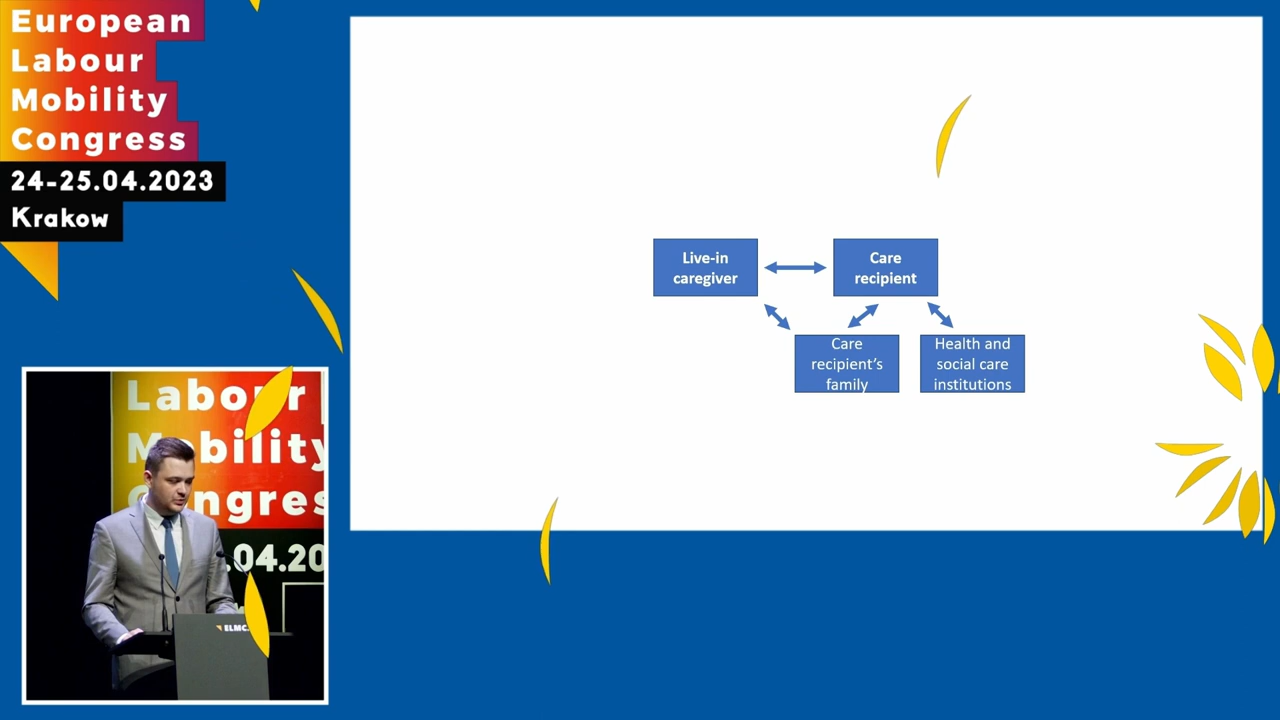 European
Labour
Mobility
Congress
24-25.04.2023
Krakow
Live-in
caregiver
Care
recipient
Care
recipient's
family
Health and
social care
institutions
Labour
Mobility
Congres
.04.20
ELMC